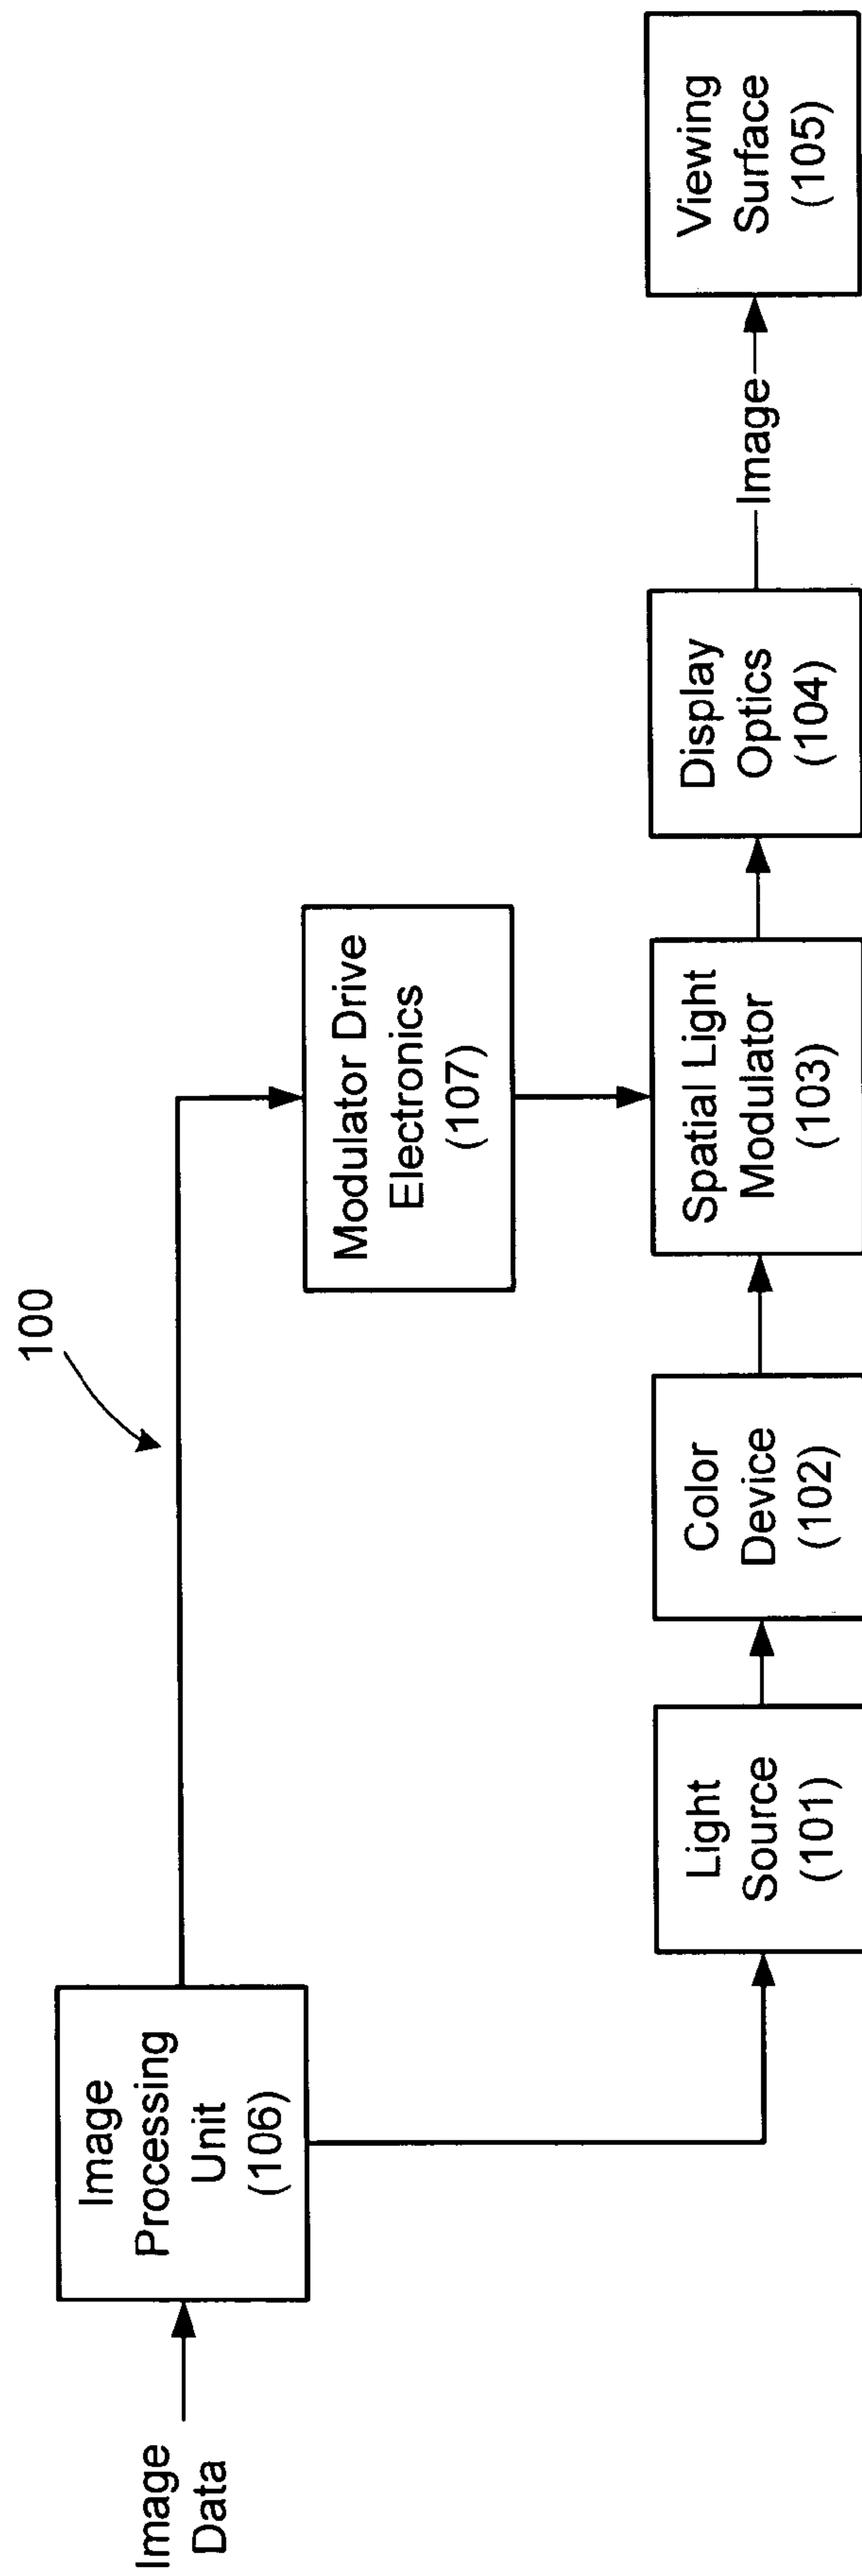 100
Image
Data
Image
Processing
Unit
(106)
Modulator Drive
Electronics
(107)
Light
Source
(101)
Color
Device
(102)
Spatial Light
Modulator
(103)
Display
Optics
(104)
Image
Viewing
Surface
(105)